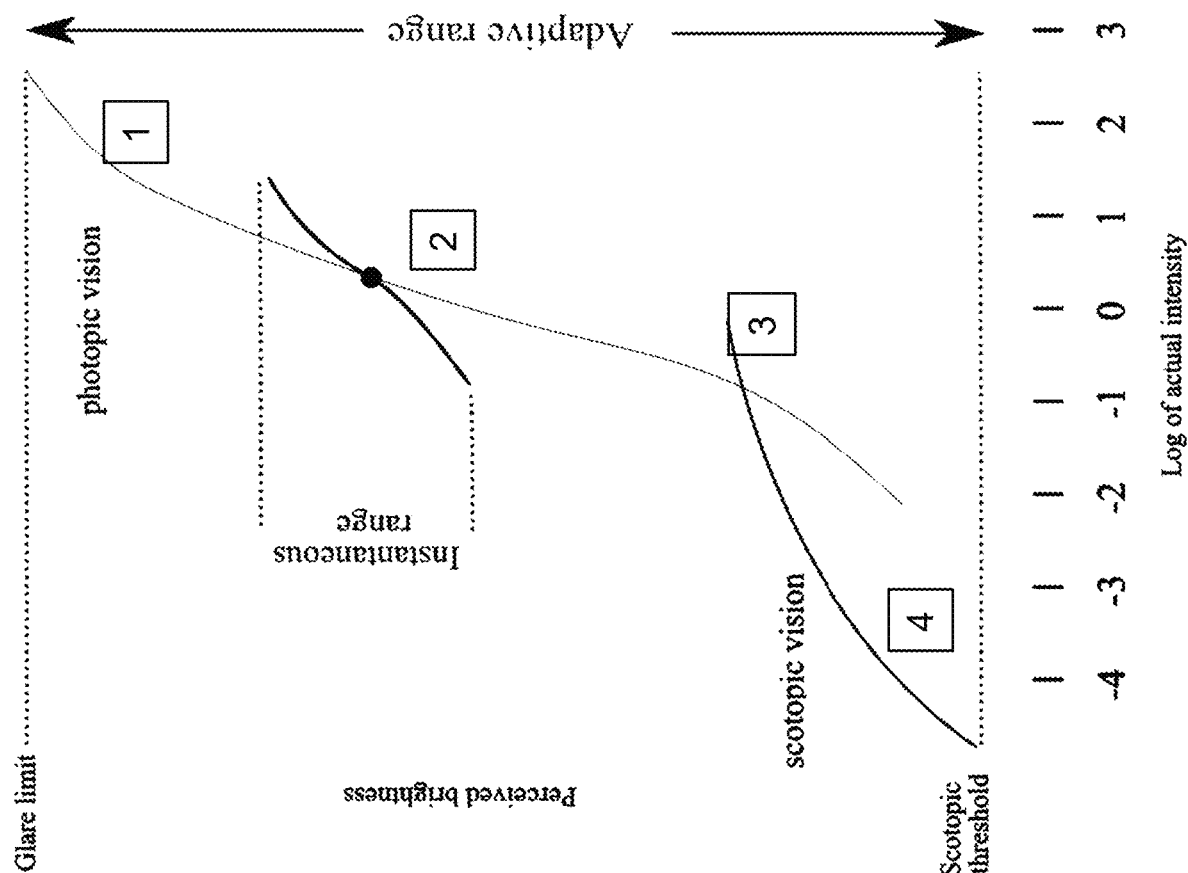 Glare limit
Adaptive range
1
photopic vision
2
Instantaneous
range
3
Perceived brightness
scotopic vision
4
Scotopic
threshold
-4
-3
-2
-1
0
1
2
3
Log of actual intensity